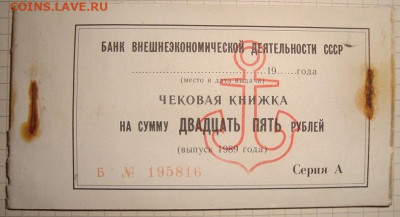 COINS.LAVE.RU
БАНК ВНЕШНЕЭКОНОМИЧЕСКОЙ ДЕЯТЕЛЬНОСТИ СССР
19......года
(место и дата выдачи)
ЧЕКОВАЯ КНИЖКА
НА СУММУ ДВАДЦАТЬ ПЯТЬ РУБЛЕЙ
(выпуск 1989 года)
Б № 195816
Серия А